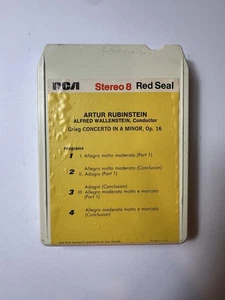 RCA Stereo 8 Red Seal
ARTUR RUBINSTEIN
ALFRED WALLENSTEIN, Conductor
Grieg CONCERTO IN A MINOR, Op. 16
Programs
1 I. Allegro molto moderato (Part 1)
2 Allegro molto moderato (Conclusion)
II. Adagio (Part 1)
3 Adagio (Conclusion)
III. Allegro moderato molto e marcato
(Part 1)
4 Allegro moderato molto e marcato
(Conclusion)